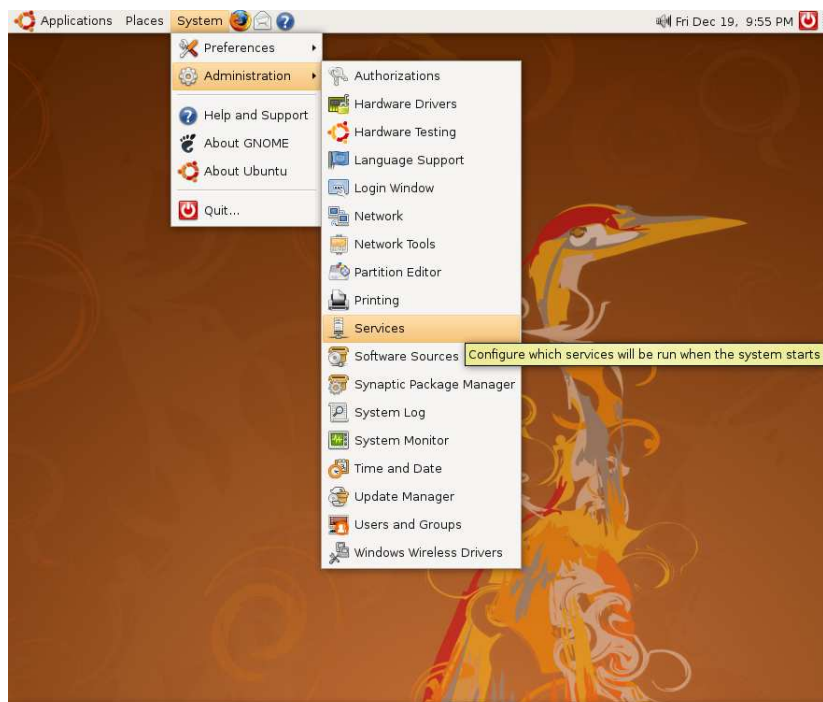 Applications Places System Fri Dec 19, 9:55 PM
Preferences
Administration
Help and Support
About GNOME
About Ubuntu
Quit...
Authorizations
Hardware Drivers
Hardware Testing
Language Support
Login Window
Network
Network Tools
Partition Editor
Printing
Services
Software Sources
Configure which services will be run when the system starts
Synaptic Package Manager
System Log
System Monitor
Time and Date
Update Manager
Users and Groups
Windows Wireless Drivers